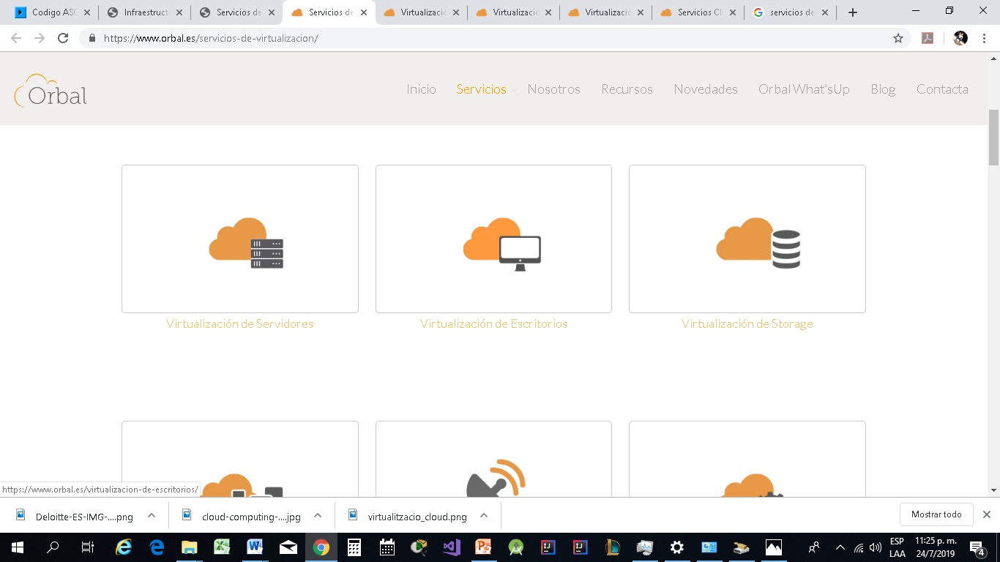 Codigo ASC
Infraestruct
Servicios de
Servicios de
Virtualizació
Virtualizació
Virtualizació
Servicios Cl
servicios de
https://www.orbal.es/servicios-de-virtualizacion/
Orbal
Inicio
Servicios
Nosotros
Recursos
Novedades
Orbal What'sUp
Blog
Contacta
Virtualización de Servidores
Virtualización de Escritorios
Virtualización de Storage
https://www.orbal.es/virtualizacion-de-escritorios/
Deloitte-ES-IMG-....png
cloud-computing-....jpg
virtualitzacio_cloud.png
Mostrar todo
ESP
LAA
11:25 p. m.
24/7/2019
4